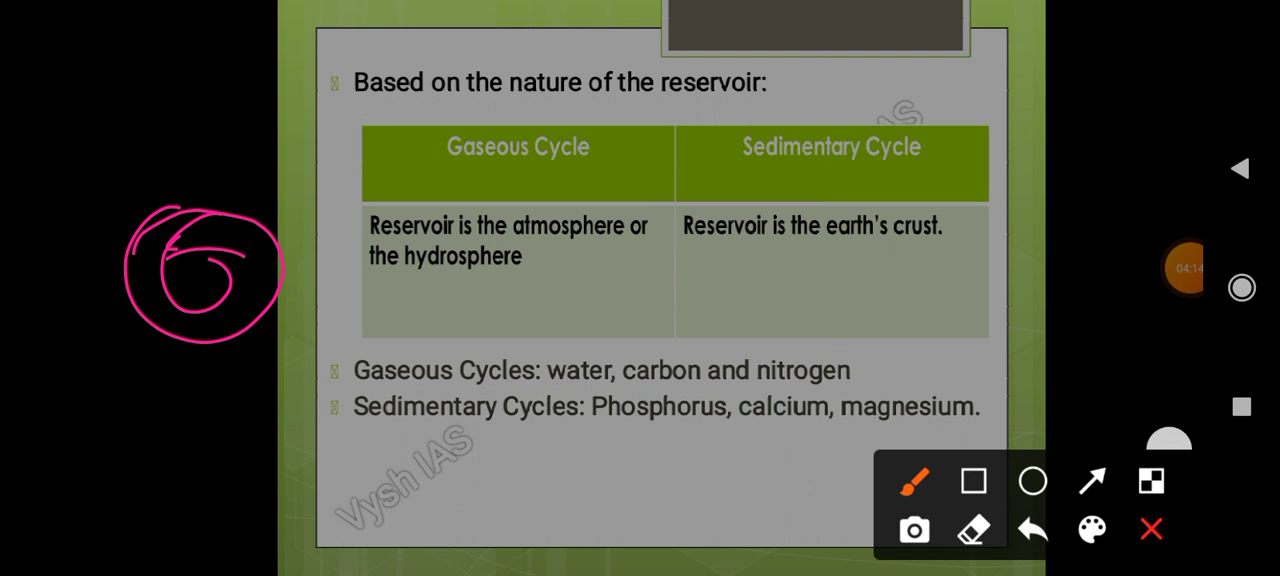 Based on the nature of the reservoir:
Gaseous Cycle
Sedimentary Cycle
Reservoir is the atmosphere or
the hydrosphere
Reservoir is the earth's crust.
Gaseous Cycles: water, carbon and nitrogen
Sedimentary Cycles: Phosphorus, calcium, magnesium.
Vysh IAS
AS
04:14